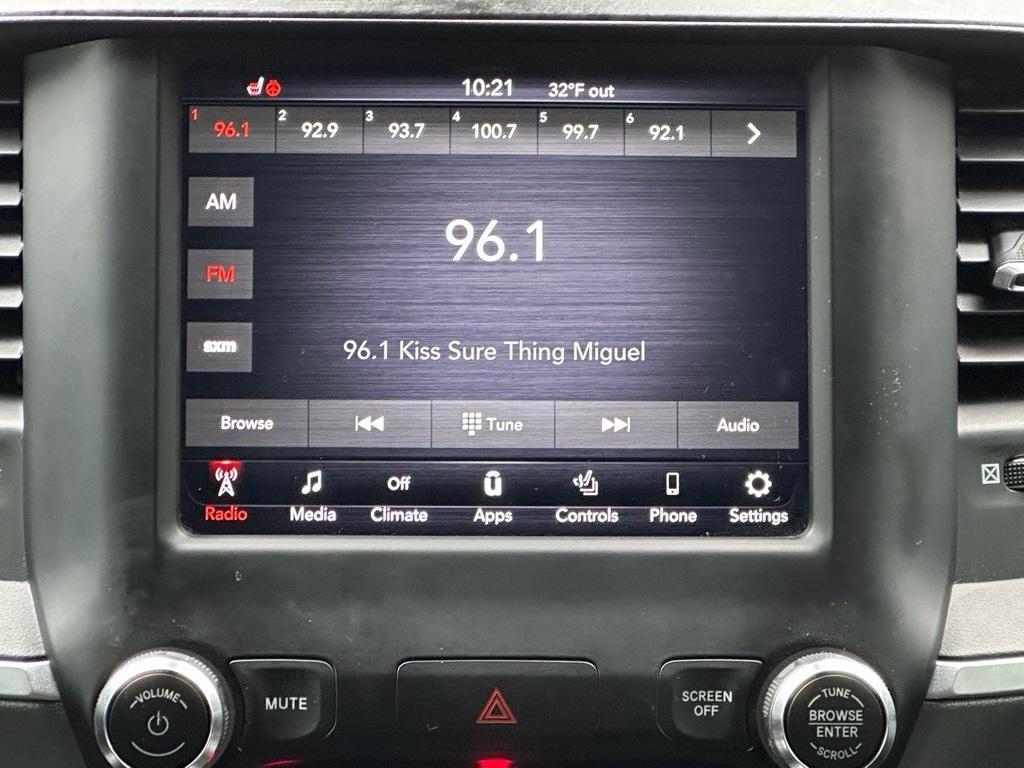 10:21 32°F out
1 96.1 2 92.9 3 93.7 4 100.7 5 99.7 6 92.1
AM
96.1
FM
sxm
96.1 Kiss Sure Thing Miguel
Browse Tune Audio
Off
Radio Media Climate Apps Controls Phone Settings
VOLUME
MUTE
SCREEN
OFF
TUNE
BROWSE
ENTER
SCROLL